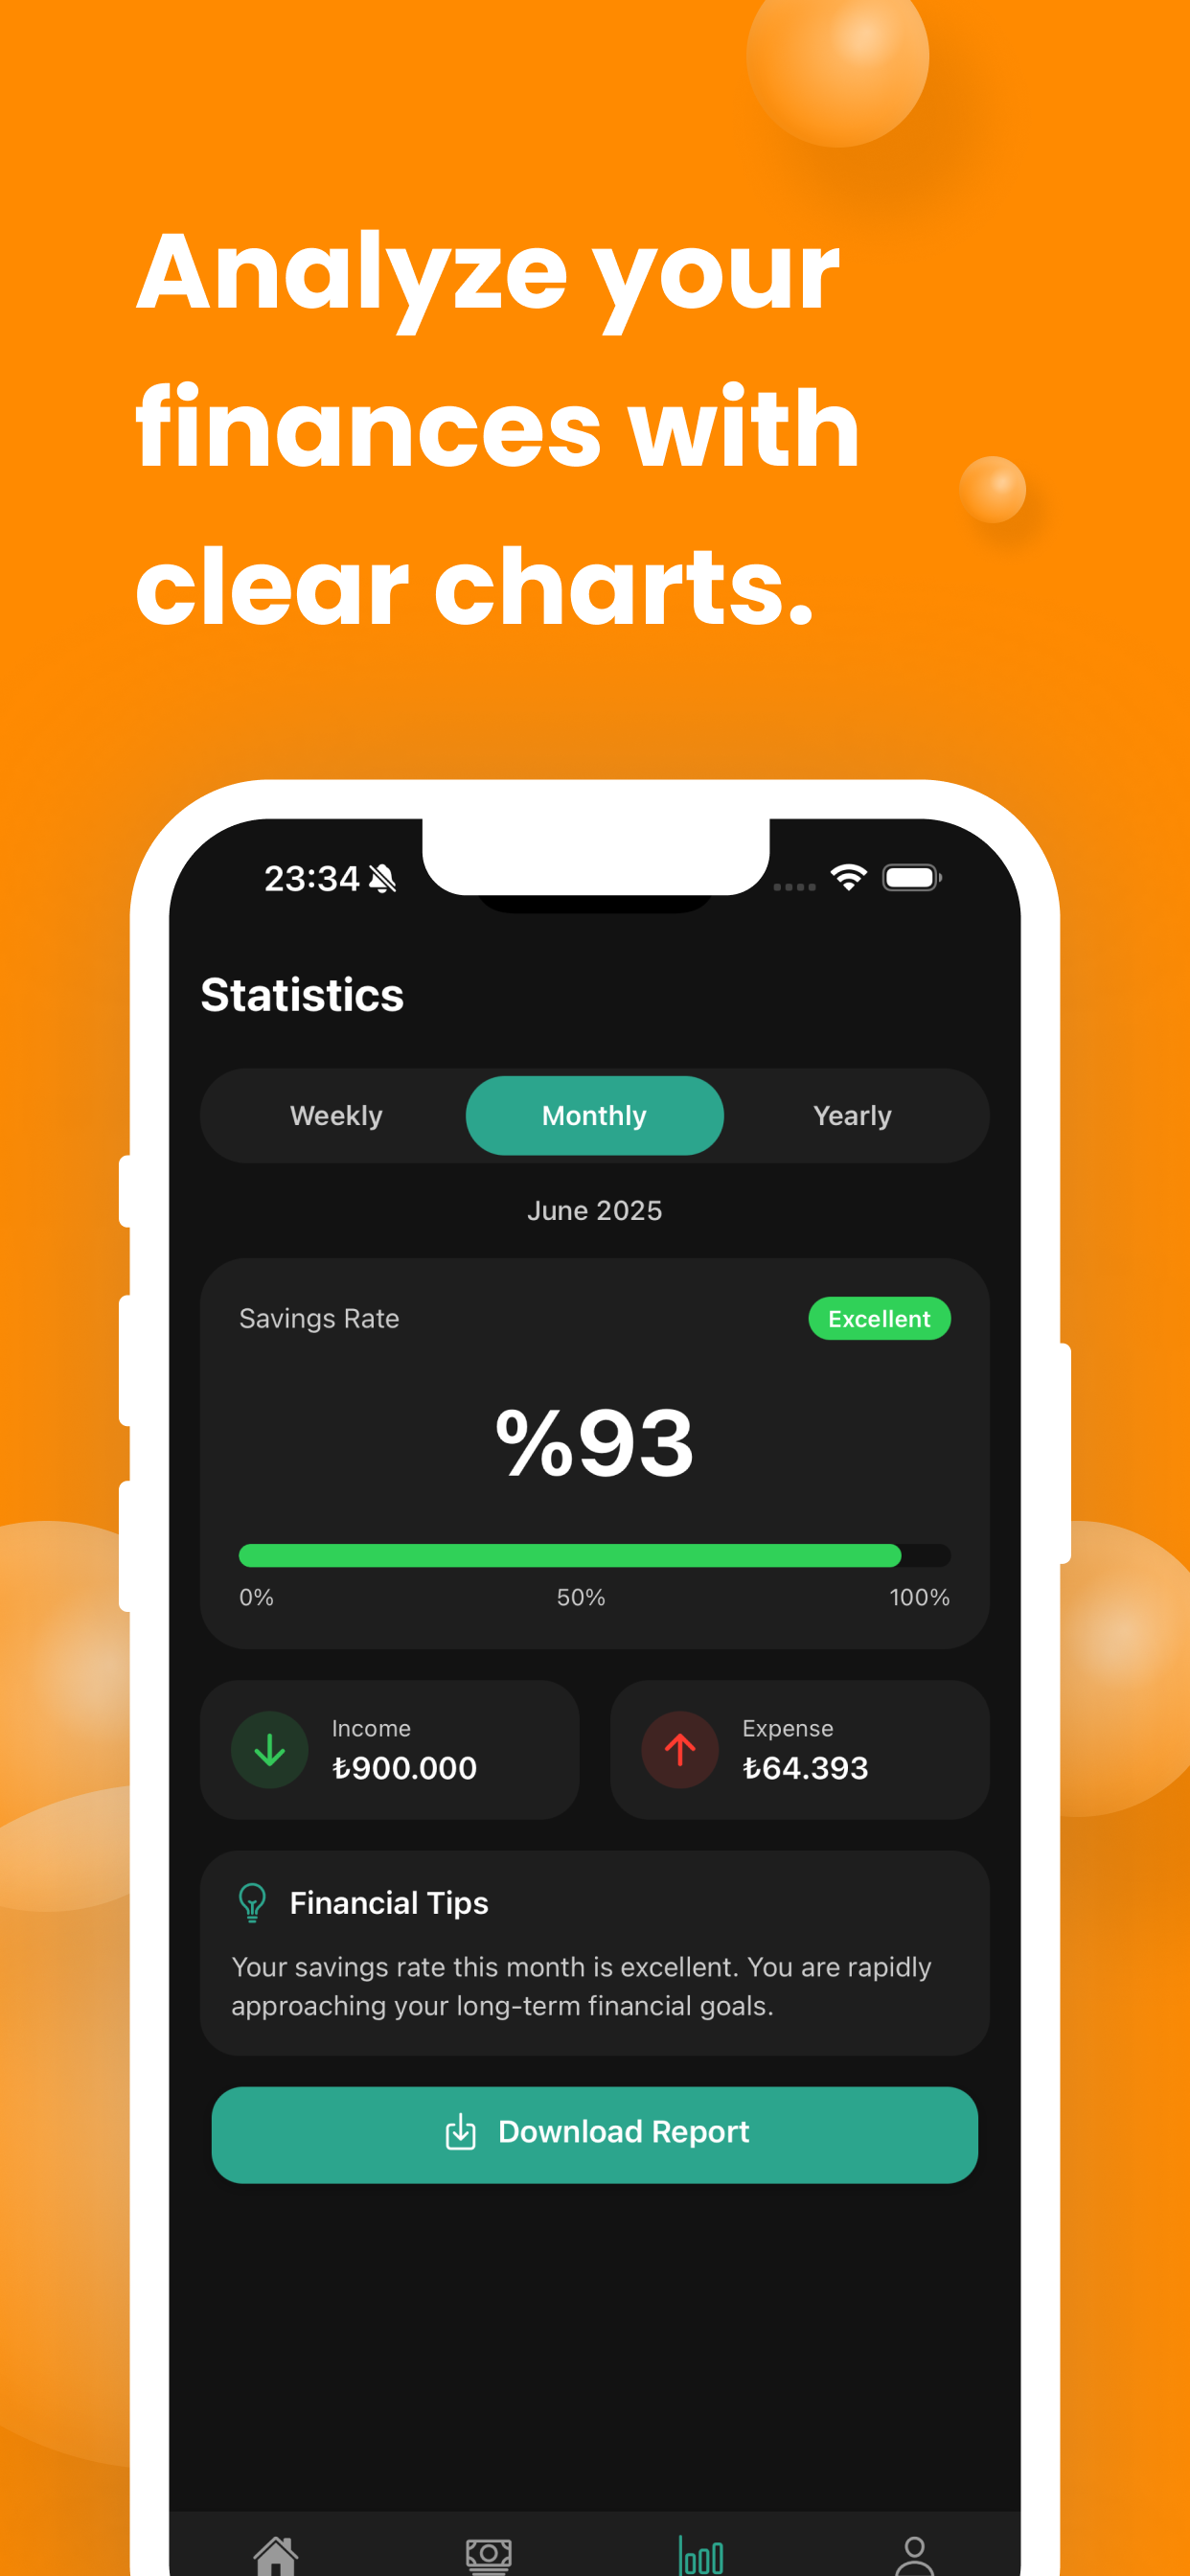 Analyze your
finances with
clear charts.
23:34
Statistics
Weekly Monthly Yearly
June 2025
Savings Rate Excellent
%93
0% 50% 100%
Income Expense
₺900.000 ₺64.393
Financial Tips
Your savings rate this month is excellent. You are rapidly
approaching your long-term financial goals.
Download Report